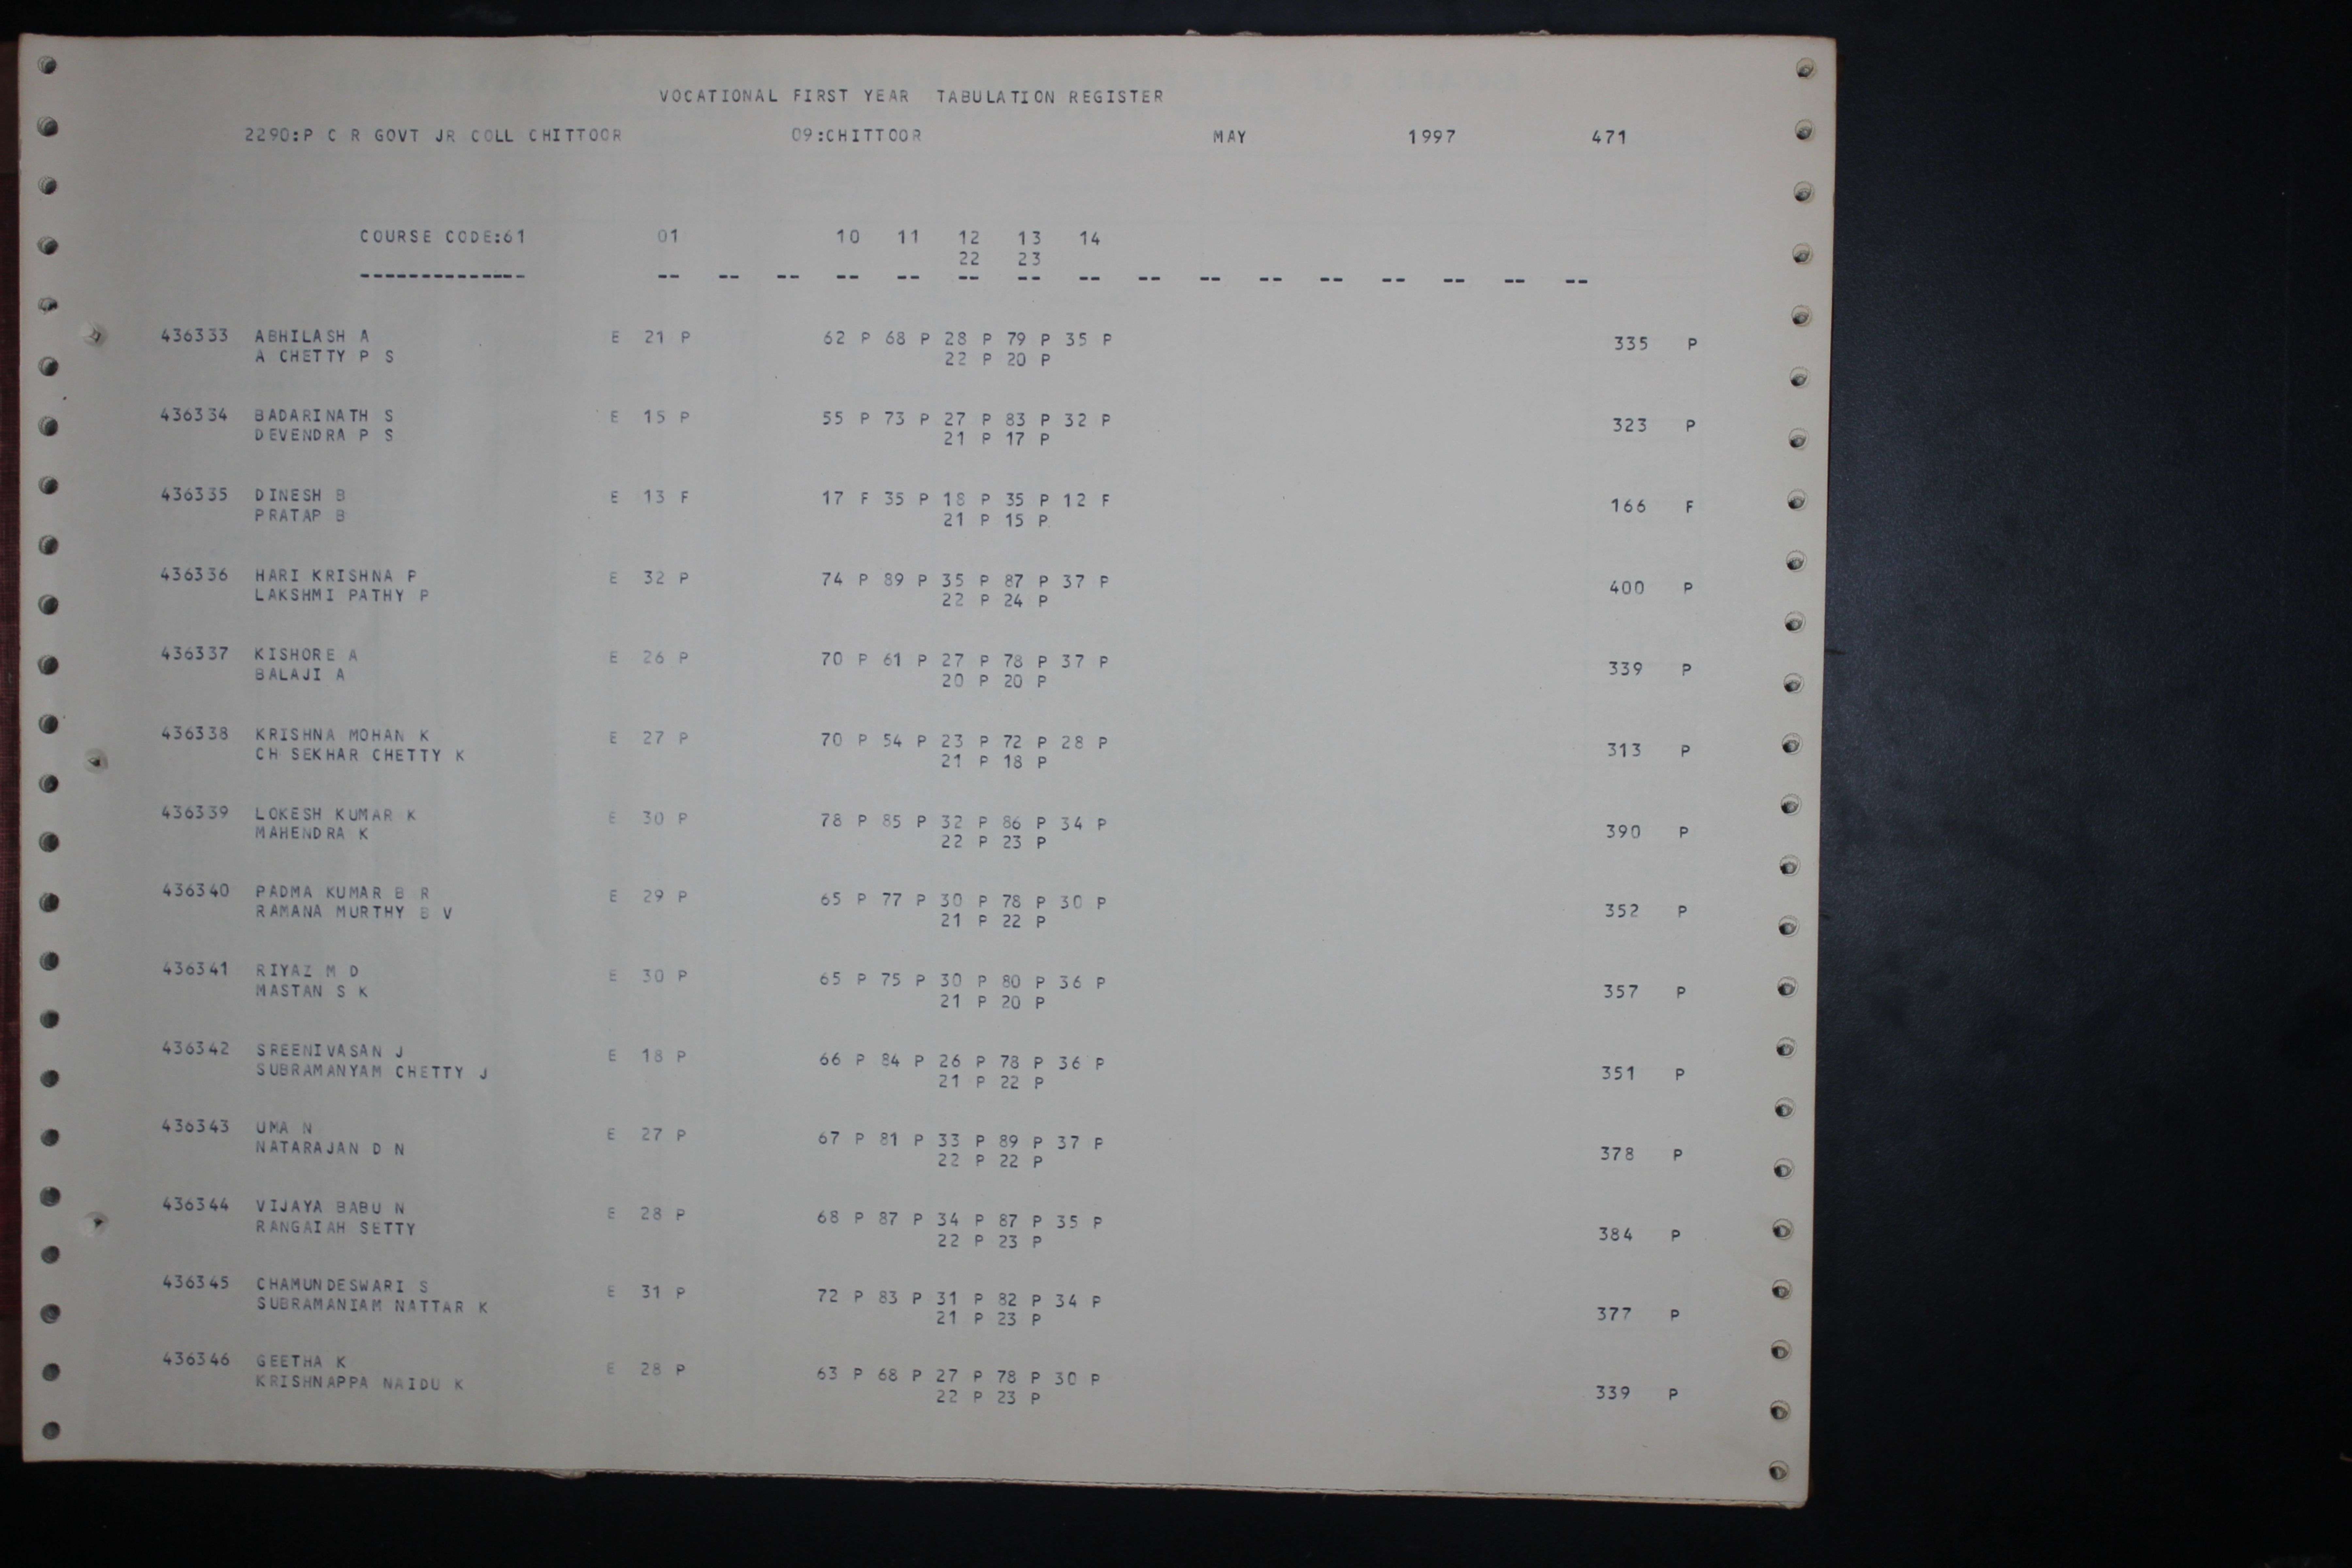 VOCATIONAL FIRST YEAR TABULATION REGISTER
2290:P C R GOVT JR COLL CHITTOOR 09:CHITTOOR MAY 1997 471
COURSE CODE:61 01 10 11 12 13 14
22 23
-------------- -- -- -- -- -- -- -- -- -- -- -- -- -- -- -- --
436333 ABHILASH A E 21 P 62 P 68 P 28 P 79 P 35 P 335 P
A CHETTY P S 22 P 20 P
436334 BADARINATH S E 15 P 55 P 73 P 27 P 83 P 32 P 323 P
DEVENDRA P S 21 P 17 P
436335 DINESH B E 13 F 17 F 35 P 18 P 35 P 12 F 166 F
PRATAP B 21 P 15 P
436336 HARI KRISHNA P E 32 P 74 P 89 P 35 P 87 P 37 P 400 P
LAKSHMI PATHY P 22 P 24 P
436337 KISHORE A E 26 P 70 P 61 P 27 P 78 P 37 P 339 P
BALAJI A 20 P 20 P
436338 KRISHNA MOHAN K E 27 P 70 P 54 P 23 P 72 P 28 P 313 P
CH SEKHAR CHETTY K 21 P 18 P
436339 LOKESH KUMAR K E 30 P 78 P 85 P 32 P 86 P 34 P 390 P
MAHENDRA K 22 P 23 P
436340 PADMA KUMAR B R E 29 P 65 P 77 P 30 P 78 P 30 P 352 P
RAMANA MURTHY B V 21 P 22 P
436341 RIYAZ M D E 30 P 65 P 75 P 30 P 80 P 36 P 357 P
MASTAN S K 21 P 20 P
436342 SREENIVASAN J E 18 P 66 P 84 P 26 P 78 P 36 P 351 P
SUBRAMANYAM CHETTY J 21 P 22 P
436343 UMA N E 27 P 67 P 81 P 33 P 89 P 37 P 378 P
NATARAJAN D N 22 P 22 P
436344 VIJAYA BABU N E 28 P 68 P 87 P 34 P 87 P 35 P 384 P
RANGAIAH SETTY 22 P 23 P
436345 CHAMUNDESWARI S E 31 P 72 P 83 P 31 P 82 P 34 P 377 P
SUBRAMANIAM NATTAR K 21 P 23 P
436346 GEETHA K E 28 P 63 P 68 P 27 P 78 P 30 P 339 P
KRISHNAPPA NAIDU K 22 P 23 P